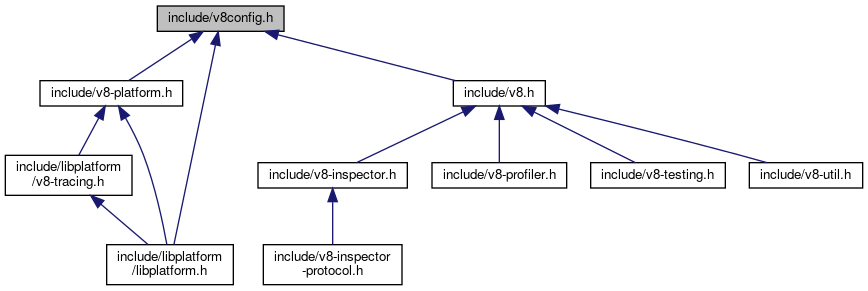 include/v8config.h
include/v8-platform.h
include/v8.h
include/libplatform
/v8-tracing.h
include/v8-inspector.h
include/v8-profiler.h
include/v8-testing.h
include/v8-util.h
include/libplatform
/libplatform.h
include/v8-inspector
-protocol.h